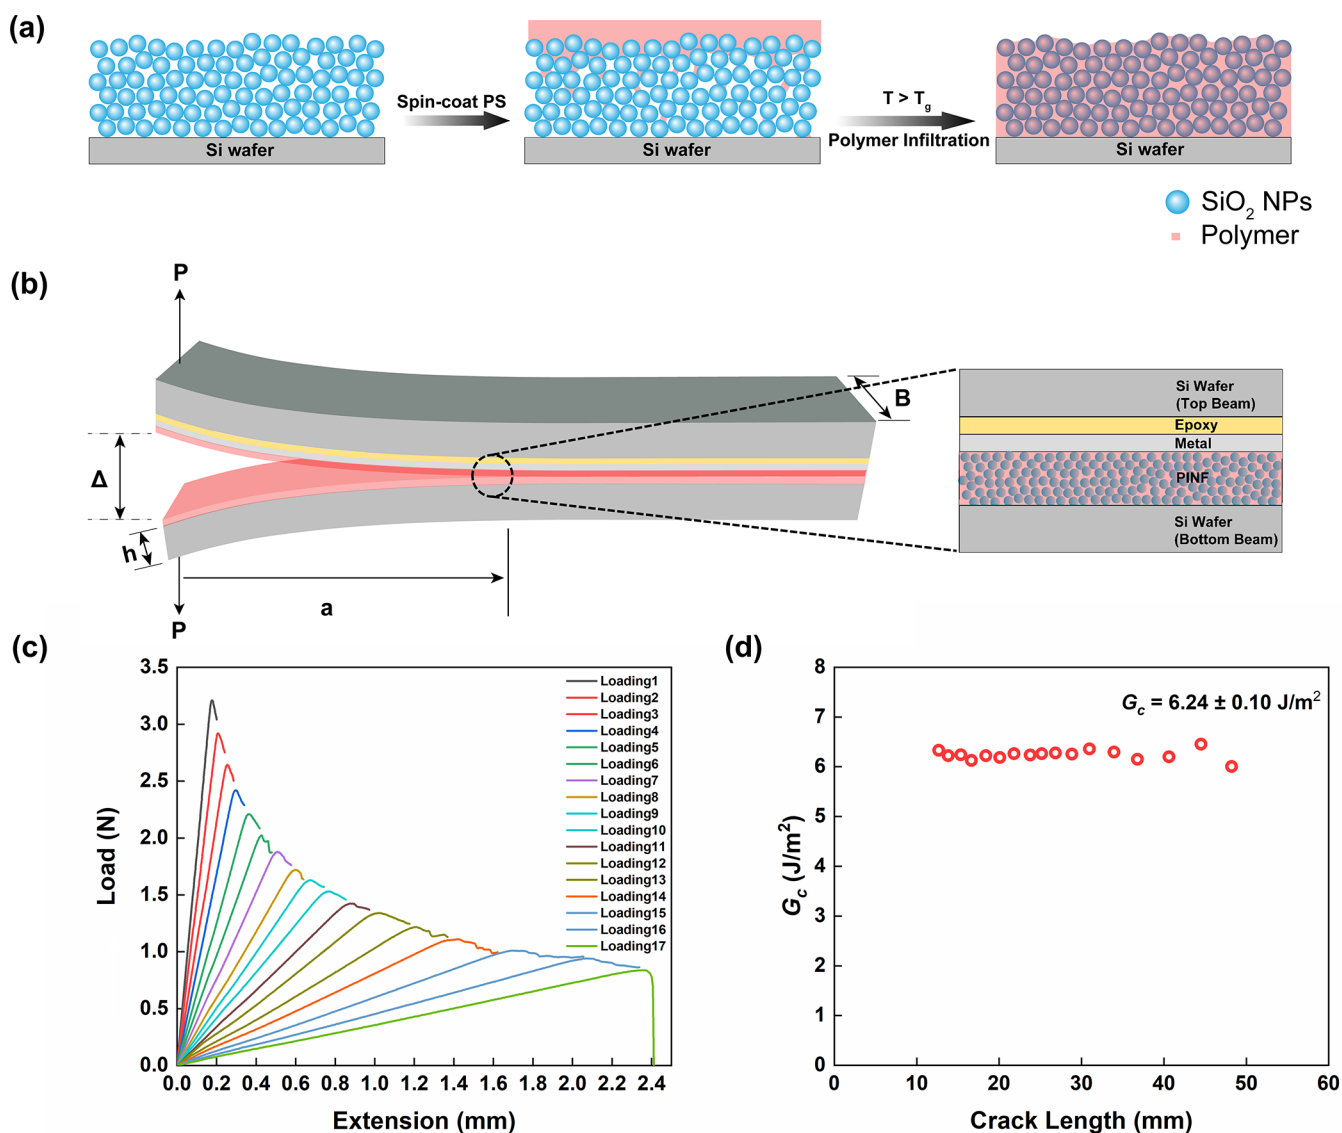 (a)
Spin-coat PS
T > Tg
Polymer Infiltration
Si wafer
Si wafer
Si wafer
SiO2 NPs
Polymer
(b)
P
B
Δ
h
a
P
Si Wafer
(Top Beam)
Epoxy
Metal
PINF
Si Wafer
(Bottom Beam)
(c)
Load (N)
3.5
3.0
2.5
2.0
1.5
1.0
0.5
0.0
0.0 0.2 0.4 0.6 0.8 1.0 1.2 1.4 1.6 1.8 2.0 2.2 2.4
Extension (mm)
Loading1
Loading2
Loading3
Loading4
Loading5
Loading6
Loading7
Loading8
Loading9
Loading10
Loading11
Loading12
Loading13
Loading14
Loading15
Loading16
Loading17
(d)
Gc (J/m2)
8
7
6
5
4
3
2
1
0
Gc = 6.24 ± 0.10 J/m2
0 10 20 30 40 50 60
Crack Length (mm)